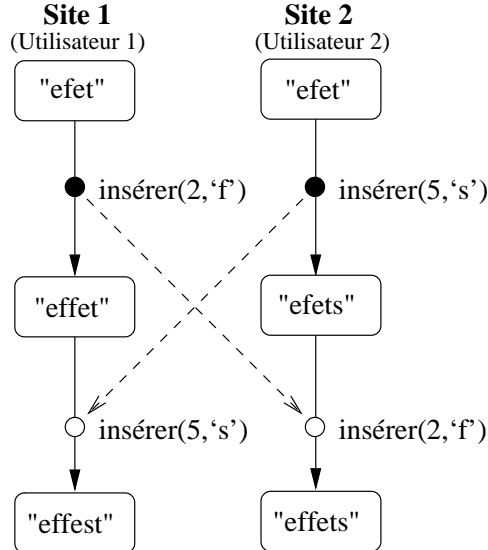 Site 1 Site 2
(Utilisateur 1) (Utilisateur 2)
"efet" "efet"
insérer(2,‘f’) insérer(5,‘s’)
"effet" "efets"
insérer(5,‘s’) insérer(2,‘f’)
"effest" "effets"